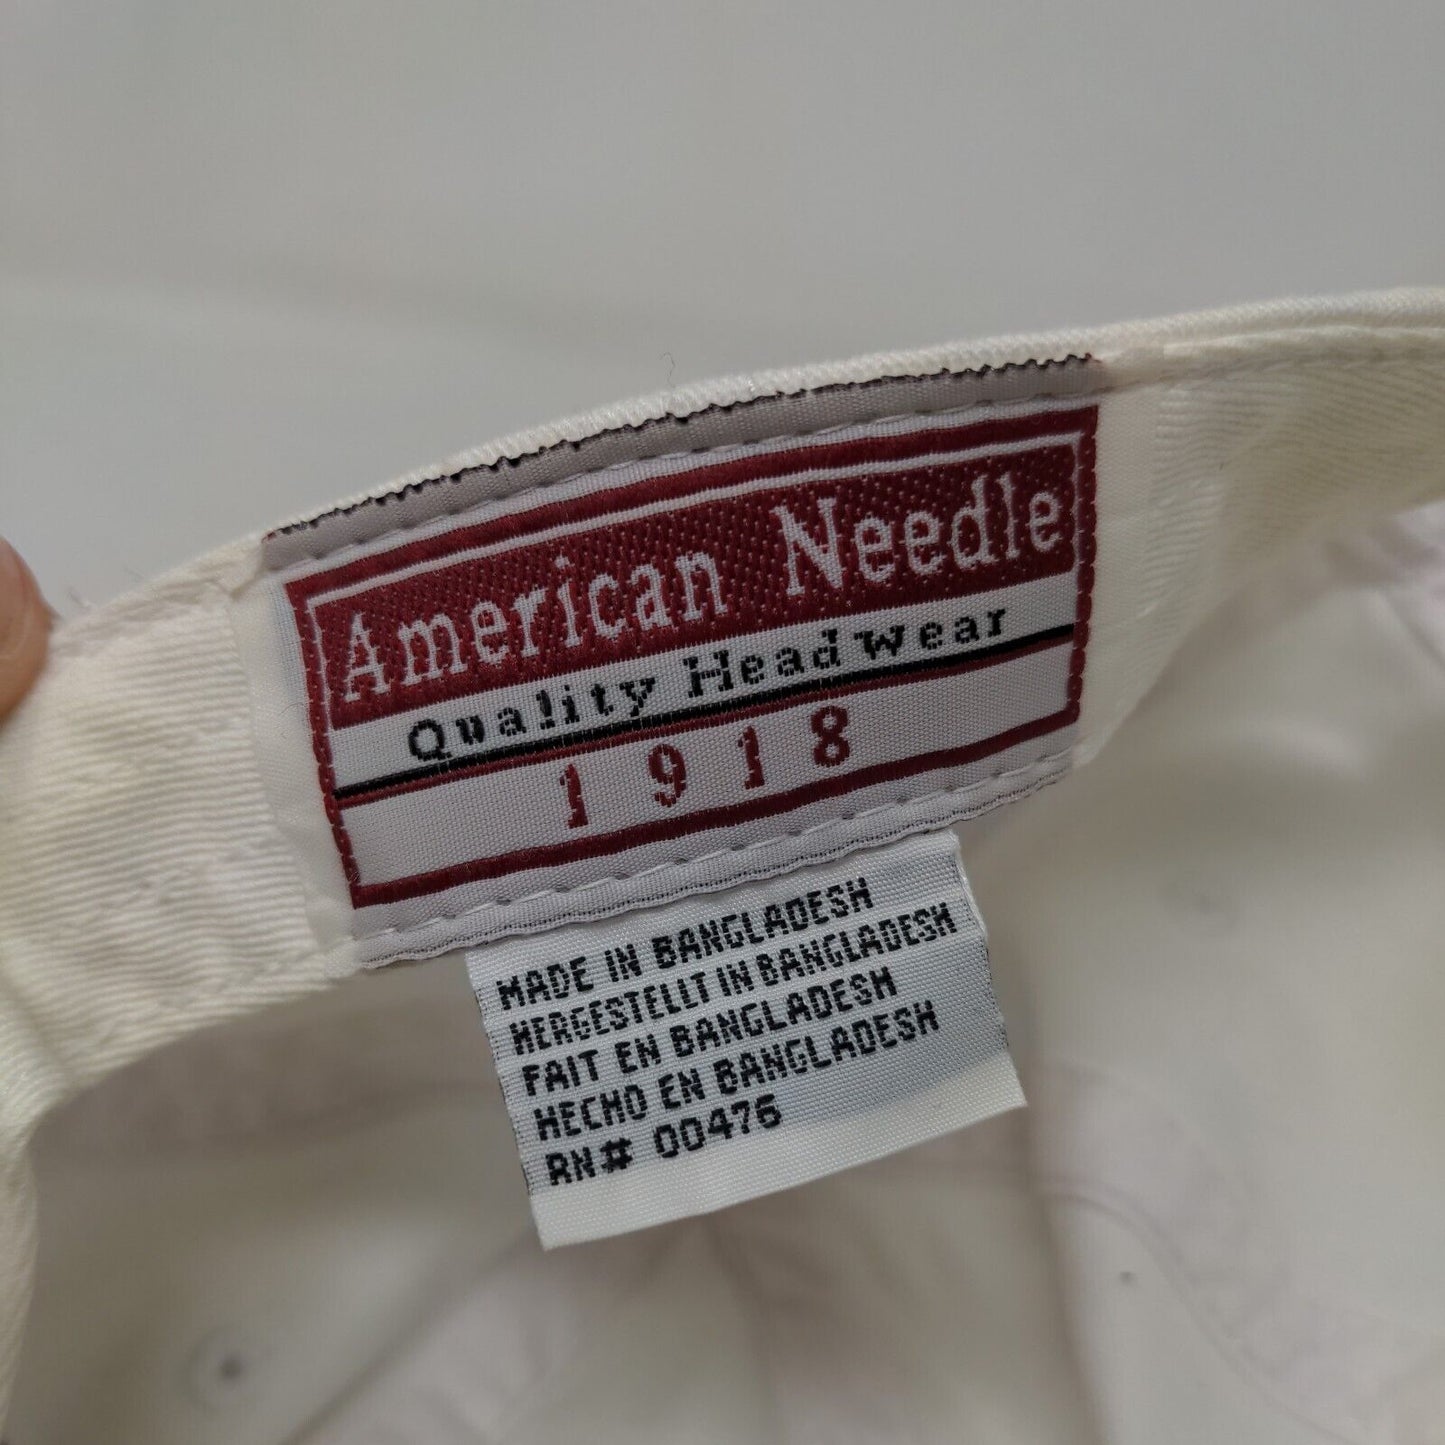 American Needle
Quality Headwear
1918
MADE IN BANGLADESH
HERGESTELLT IN BANGLADESH
FAIT EN BANGLADESH
HECHO EN BANGLADESH
RN# 00476